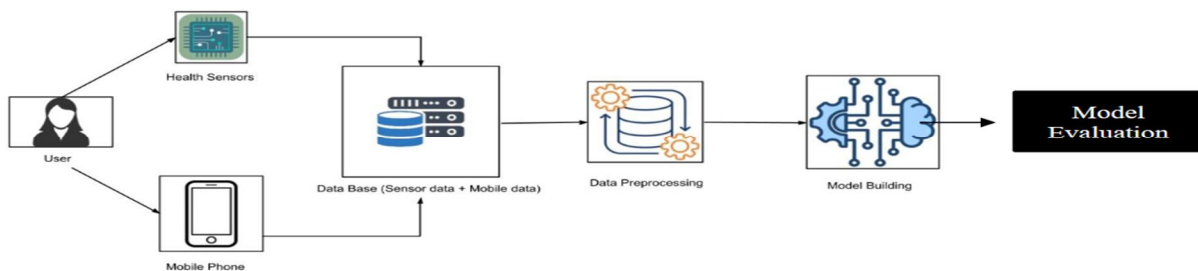 Health Sensors
User
Mobile Phone
Data Base (Sensor data + Mobile data)
Data Preprocessing
Model Building
Model
Evaluation